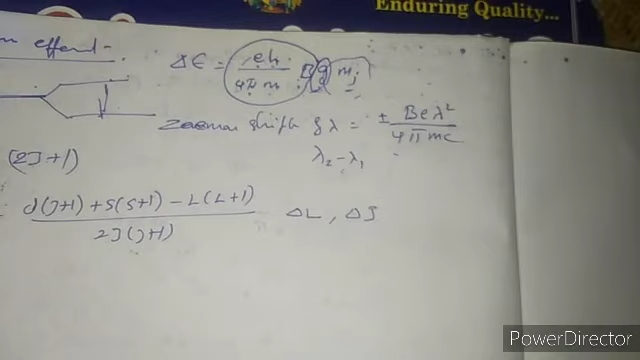 Enduring Quality...
n effect-
ΔE = eh/4πm B g mj
Zeeman shift δλ = ± Beλ²/4πmc
λ₂-λ₁
(2J+1)
J(J+1)+S(S+1)-L(L+1)/2J(J+1) ΔL, ΔJ
PowerDirector